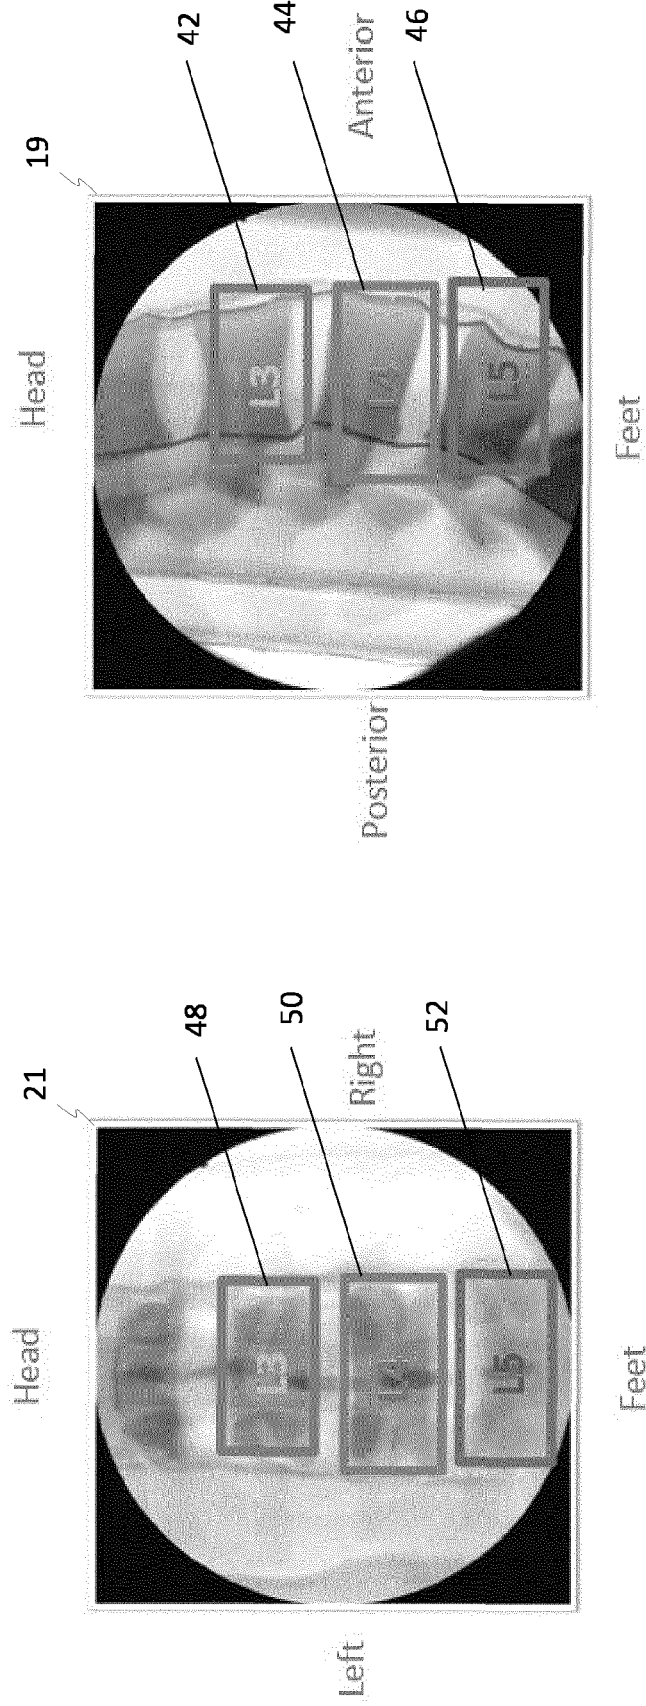 21
Head
Left
Right
Feet
48
50
52
L3
L4
L5
19
Head
Posterior
Anterior
Feet
42
44
46
L3
L4
L5